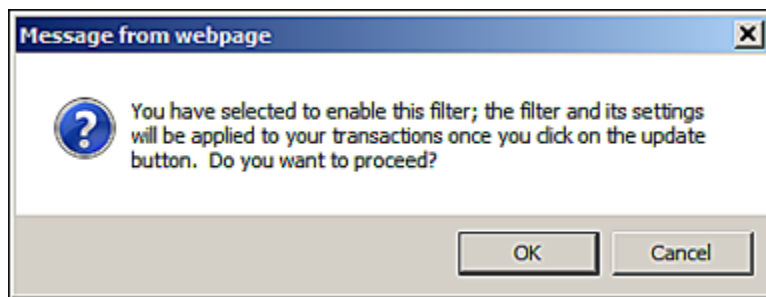 Message from webpage
You have selected to enable this filter; the filter and its settings
will be applied to your transactions once you click on the update
button.  Do you want to proceed?
OK
Cancel